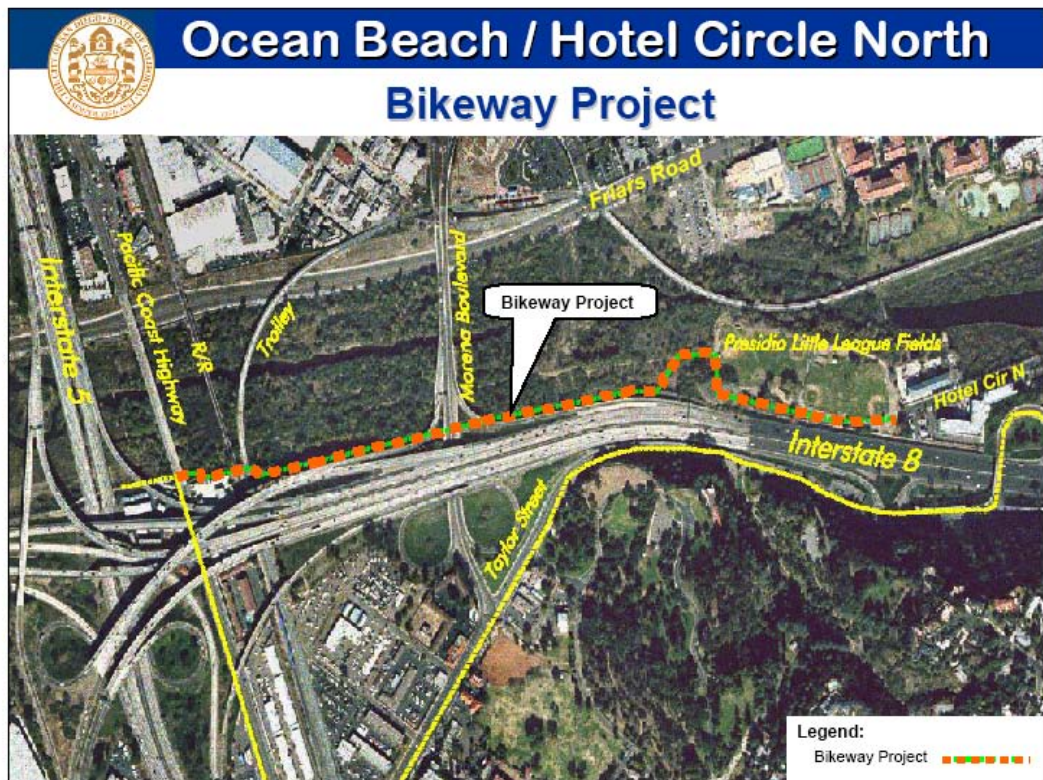 Ocean Beach / Hotel Circle North
Bikeway Project
Friars Road
Interstate 5
Pacific Coast Highway
R/R
Trolley
Morena Boulevard
Bikeway Project
Presidio Little League Fields
Hotel Cir N
Interstate 8
Taylor Street
Legend:
Bikeway Project